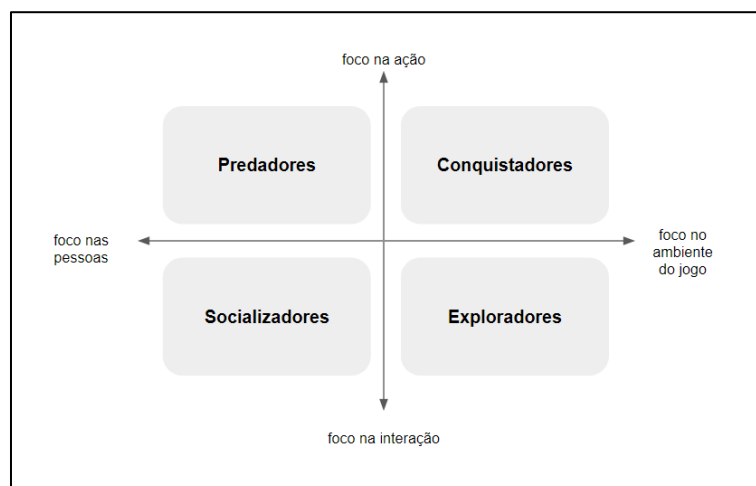 foco na ação
Predadores
Conquistadores
foco nas
pessoas
foco no
ambiente
do jogo
Socializadores
Exploradores
foco na interação